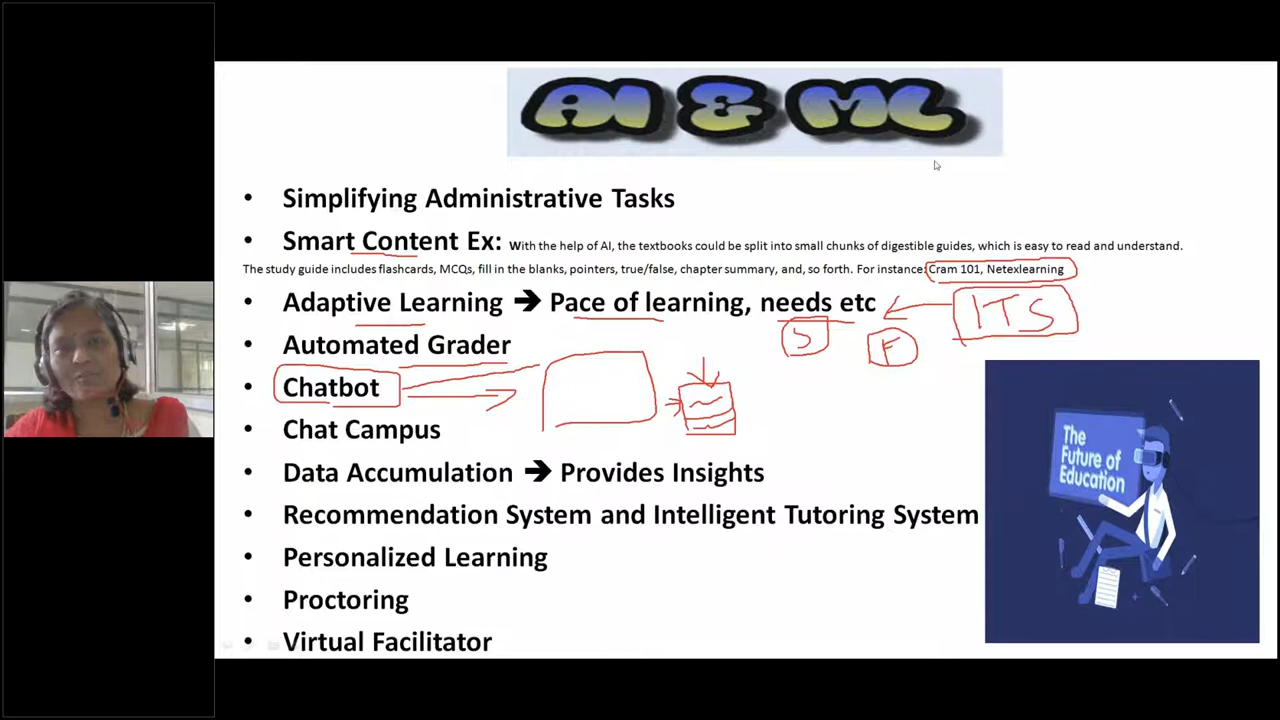 AI & ML
• Simplifying Administrative Tasks
• Smart Content Ex: With the help of AI, the textbooks could be split into small chunks of digestible guides, which is easy to read and understand.
The study guide includes flashcards, MCQs, fill in the blanks, pointers, true/false, chapter summary, and, so forth. For instance: Cram 101, Netexlearning
• Adaptive Learning ➔ Pace of learning, needs etc
ITS
S
F
• Automated Grader
• Chatbot
• Chat Campus
• Data Accumulation ➔ Provides Insights
• Recommendation System and Intelligent Tutoring System
• Personalized Learning
• Proctoring
• Virtual Facilitator
The
Future of
Education